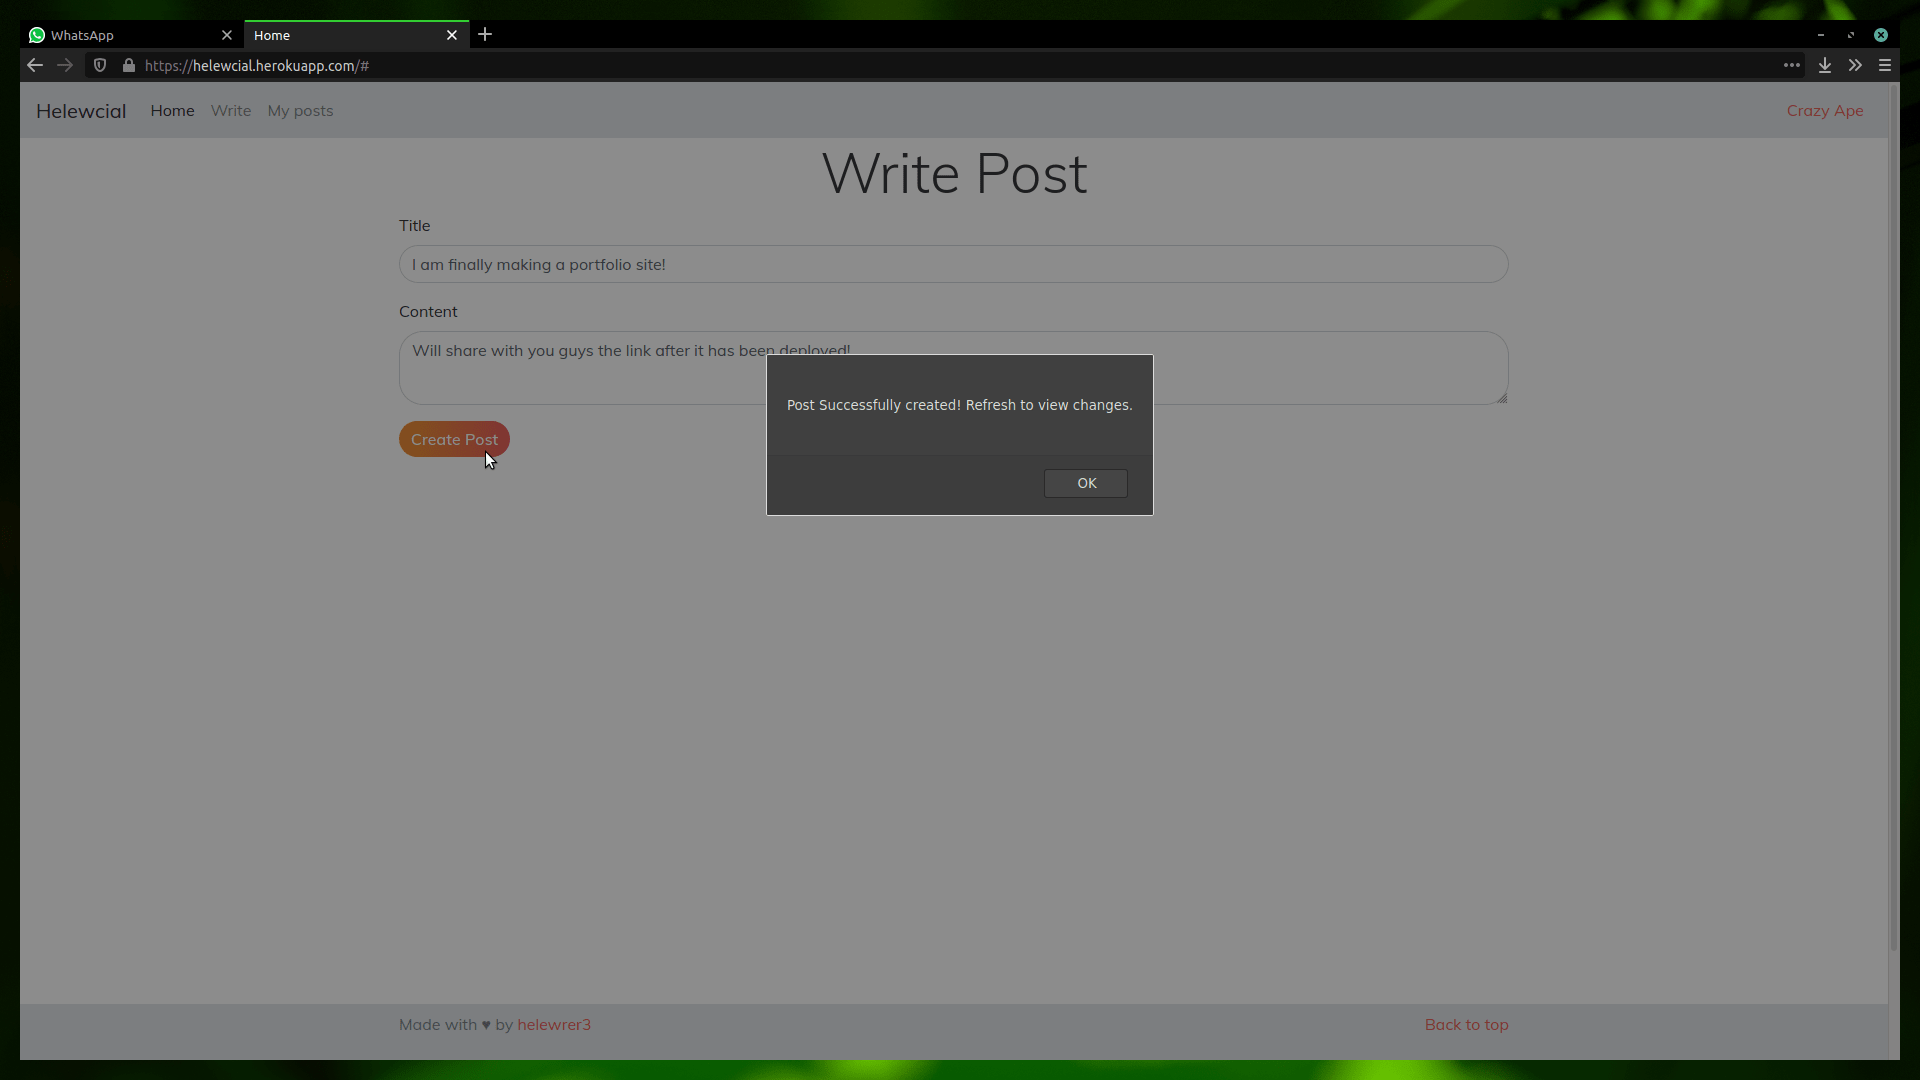 WhatsApp
Home
https://helewcial.herokuapp.com/#
Helewcial Home Write My posts Crazy Ape
Write Post
Title
I am finally making a portfolio site!
Content
Will share with you guys the link after it has been deployed!
Post Successfully created! Refresh to view changes.
Create Post
OK
Made with ♥ by helewrer3 Back to top